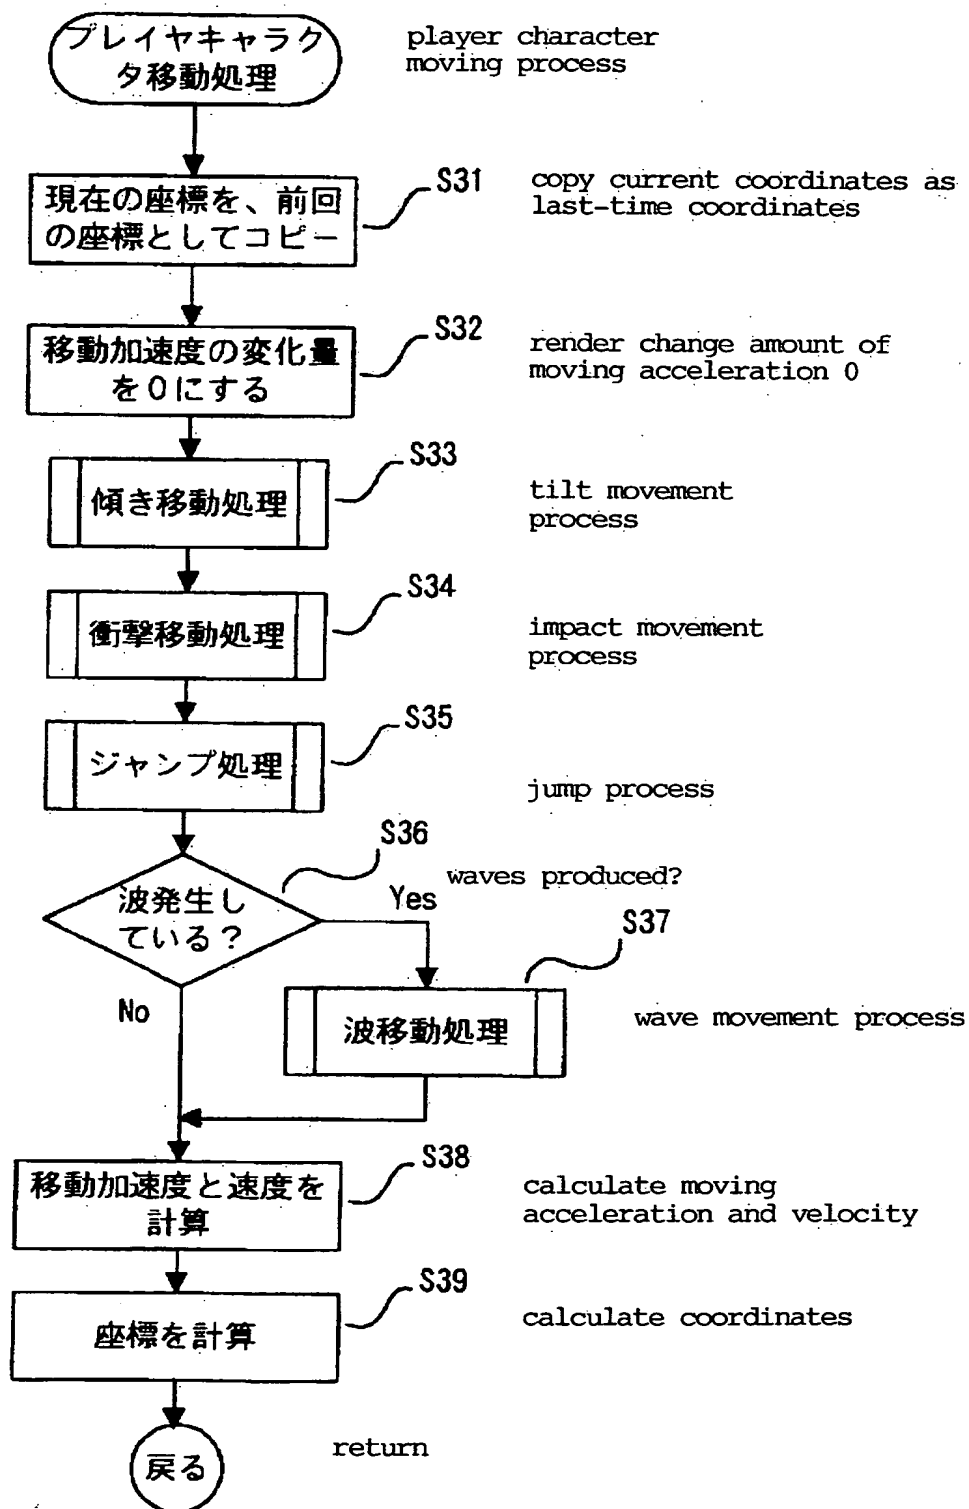 プレイヤキャラク
タ移動処理
player character
moving process
現在の座標を、前回
の座標としてコピー
S31
copy current coordinates as
last-time coordinates
移動加速度の変化量
を0にする
S32
render change amount of
moving acceleration 0
傾き移動処理
S33
tilt movement
process
衝撃移動処理
S34
impact movement
process
ジャンプ処理
S35
jump process
波発生し
ている?
S36
waves produced?
Yes
No
波移動処理
S37
wave movement process
移動加速度と速度を
計算
S38
calculate moving
acceleration and velocity
座標を計算
S39
calculate coordinates
戻る
return